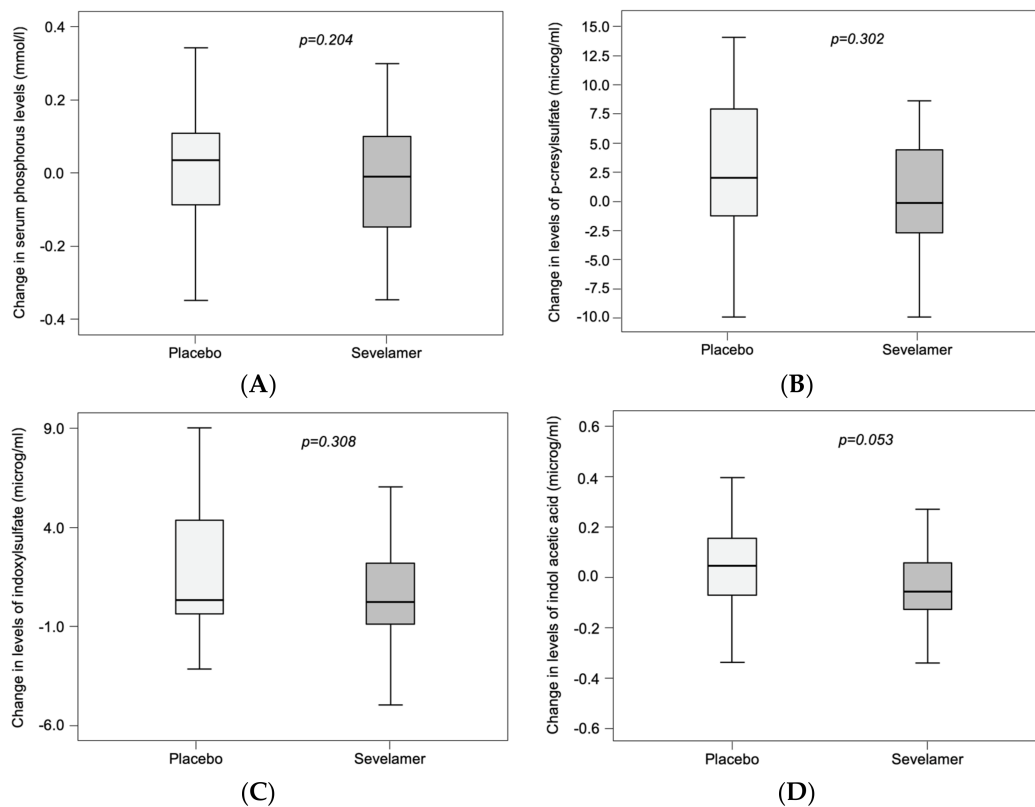 Change in serum phosphorus levels (mmol/l)
0.4
0.2
0.0
-0.2
-0.4
p=0.204
Placebo
Sevelamer
(A)
Change in levels of p-cresylsulfate (microg/ml)
15.0
12.5
10.0
7.5
5.0
2.5
0.0
-2.5
-5.0
-7.5
-10.0
p=0.302
Placebo
Sevelamer
(B)
Change in levels of indoxylsulfate (microg/ml)
9.0
4.0
-1.0
-6.0
p=0.308
Placebo
Sevelamer
(C)
Change in levels of indol acetic acid (microg/ml)
0.6
0.4
0.2
0.0
-0.2
-0.4
-0.6
p=0.053
Placebo
Sevelamer
(D)